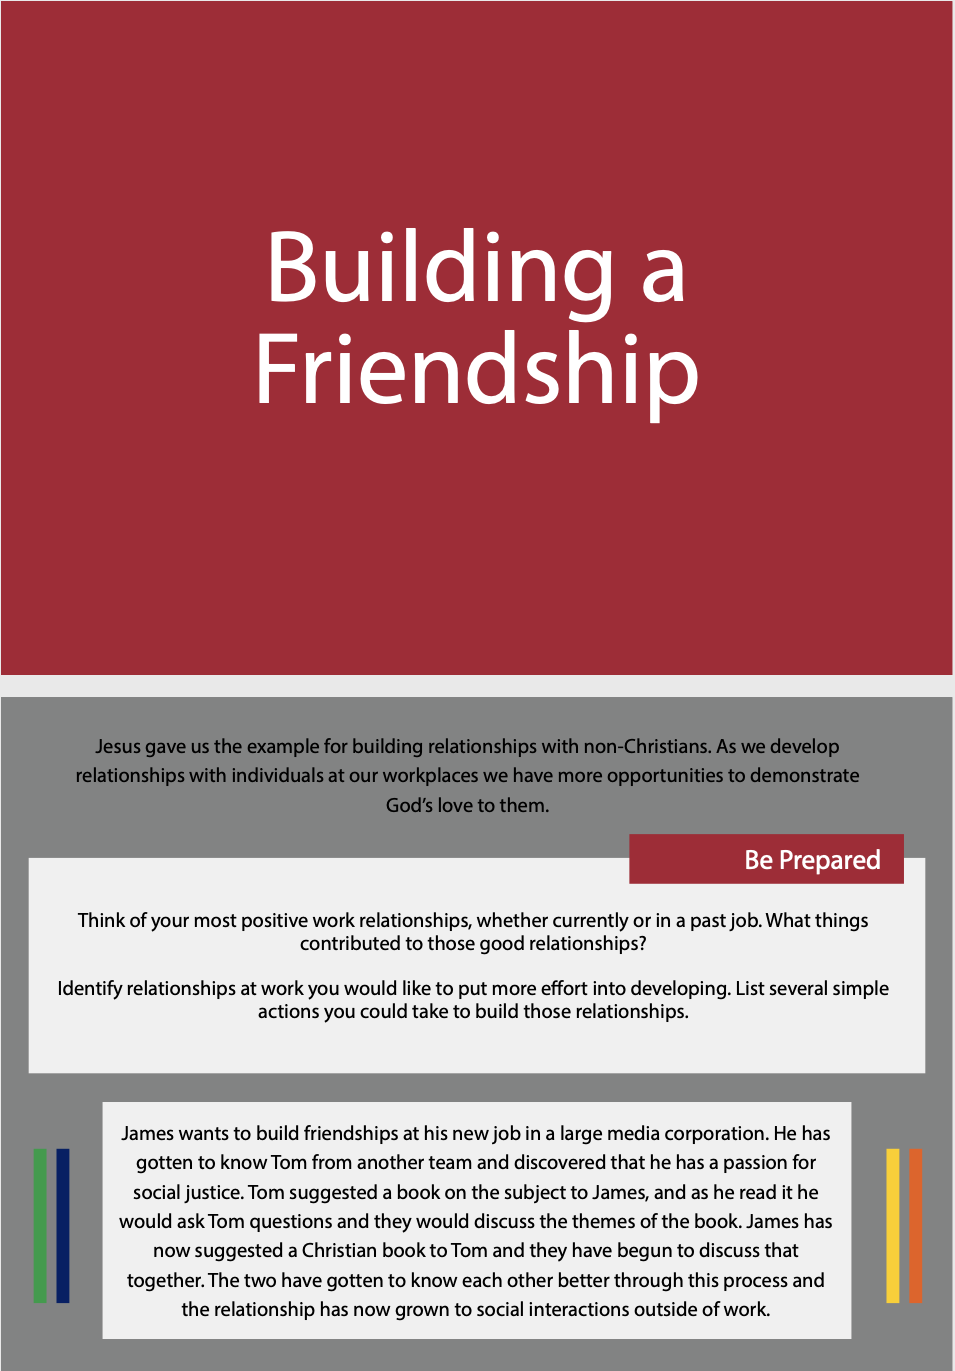 Building a
Friendship
Jesus gave us the example for building relationships with non-Christians. As we develop
relationships with individuals at our workplaces we have more opportunities to demonstrate
God’s love to them.
Be Prepared
Think of your most positive work relationships, whether currently or in a past job. What things
contributed to those good relationships?
Identify relationships at work you would like to put more effort into developing. List several simple
actions you could take to build those relationships.
James wants to build friendships at his new job in a large media corporation. He has
gotten to know Tom from another team and discovered that he has a passion for
social justice. Tom suggested a book on the subject to James, and as he read it he
would ask Tom questions and they would discuss the themes of the book. James has
now suggested a Christian book to Tom and they have begun to discuss that
together. The two have gotten to know each other better through this process and
the relationship has now grown to social interactions outside of work.